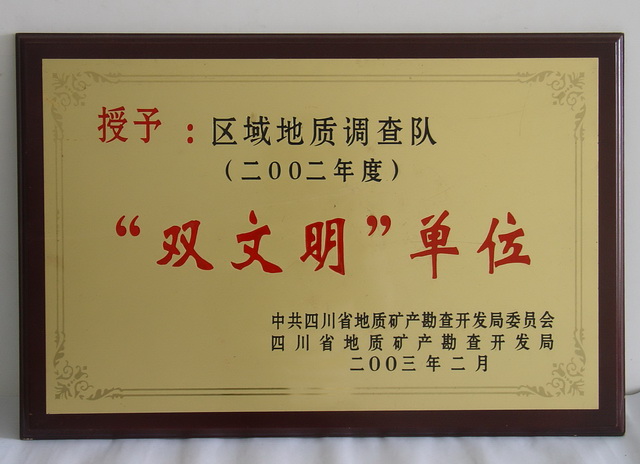 授予：区域地质调查队
（二00二年度）
“双文明”单位
中共四川省地质矿产勘查开发局委员会
四川省地质矿产勘查开发局
二00三年二月